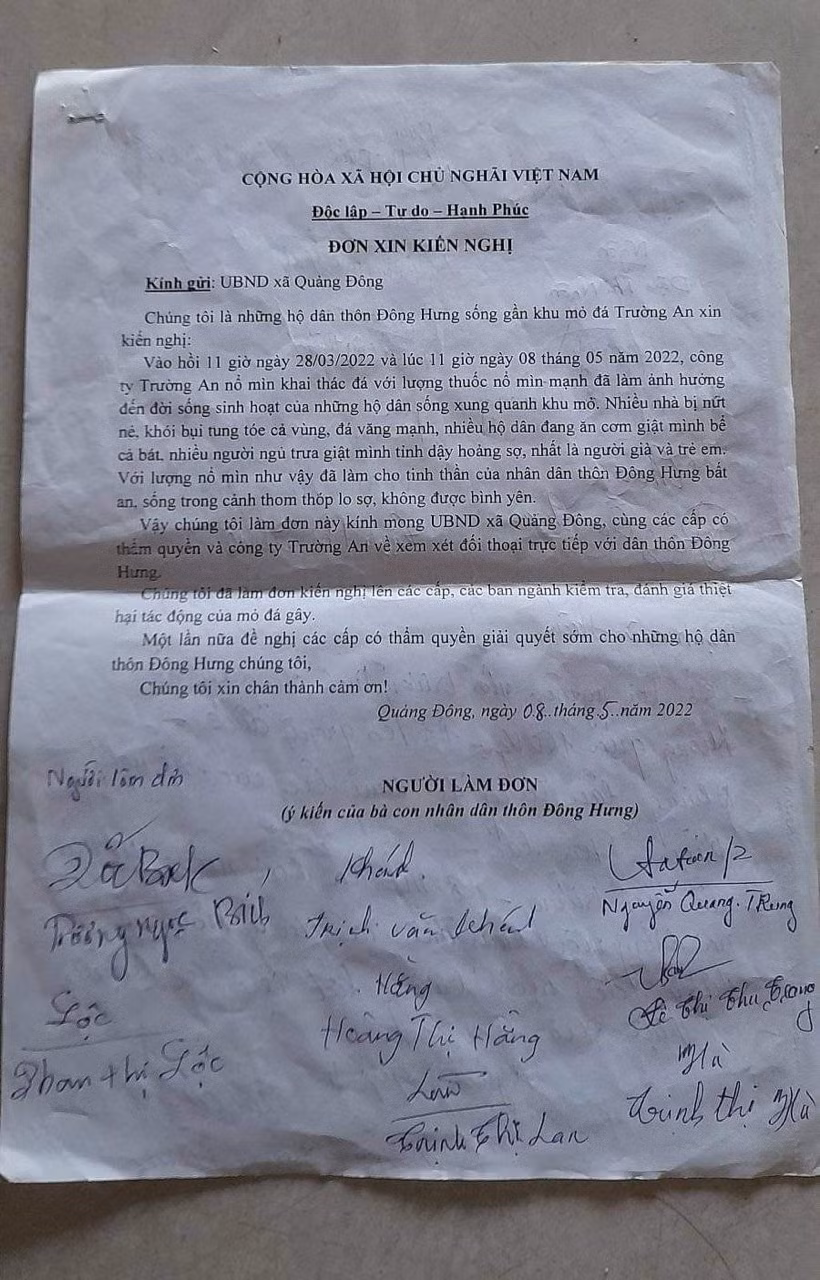 CỘNG HÒA XÃ HỘI CHỦ NGHÃI VIỆT NAM
Độc lập – Tự do – Hạnh Phúc
ĐƠN XIN KIẾN NGHỊ
Kính gửi: UBND xã Quảng Đông
Chúng tôi là những hộ dân thôn Đông Hưng sống gần khu mỏ đá Trường An xin
kiến nghị:
Vào hồi 11 giờ ngày 28/03/2022 và lúc 11 giờ ngày 08 tháng 05 năm 2022, công
ty Trường An nổ mìn khai thác đá với lượng thuốc nổ mìn mạnh đã làm ảnh hưởng
đến đời sống sinh hoạt của những hộ dân sống xung quanh khu mỏ. Nhiều nhà bị nứt
nẻ, khói bụi tung tóe cả vùng, đá văng mạnh, nhiều hộ dân đang ăn cơm giật mình bể
cả bát, nhiều người ngủ trưa giật mình tỉnh dậy hoảng sợ, nhất là người già và trẻ em.
Với lượng nổ mìn như vậy đã làm cho tinh thần của nhân dân thôn Đông Hưng bất
an, sống trong cảnh thom thóp lo sợ, không được bình yên.
Vậy chúng tôi làm đơn này kính mong UBND xã Quảng Đông, cùng các cấp có
thẩm quyền và công ty Trường An về xem xét đối thoại trực tiếp với dân thôn Đông
Hưng.
Chúng tôi đã làm đơn kiến nghị lên các cấp, các ban ngành kiểm tra, đánh giá thiệt
hại tác động của mỏ đá gây.
Một lần nữa đề nghị các cấp có thẩm quyền giải quyết sớm cho những hộ dân
thôn Đông Hưng chúng tôi,
Chúng tôi xin chân thành cảm ơn!
Quảng Đông, ngày 08..tháng.5..năm 2022
Người làm đơn
NGƯỜI LÀM ĐƠN
(ý kiến của bà con nhân dân thôn Đông Hưng)
Khánh
Trương Ngọc Bích
Trịnh Văn Khánh
Nguyễn Quang Trung
Hằng
Lộc
Hoàng Thị Hằng
Lê Thị Thu Trang
Phan Thị Lộc
Hà
Lan
Trịnh Thị Lan
Trinh thị Hà